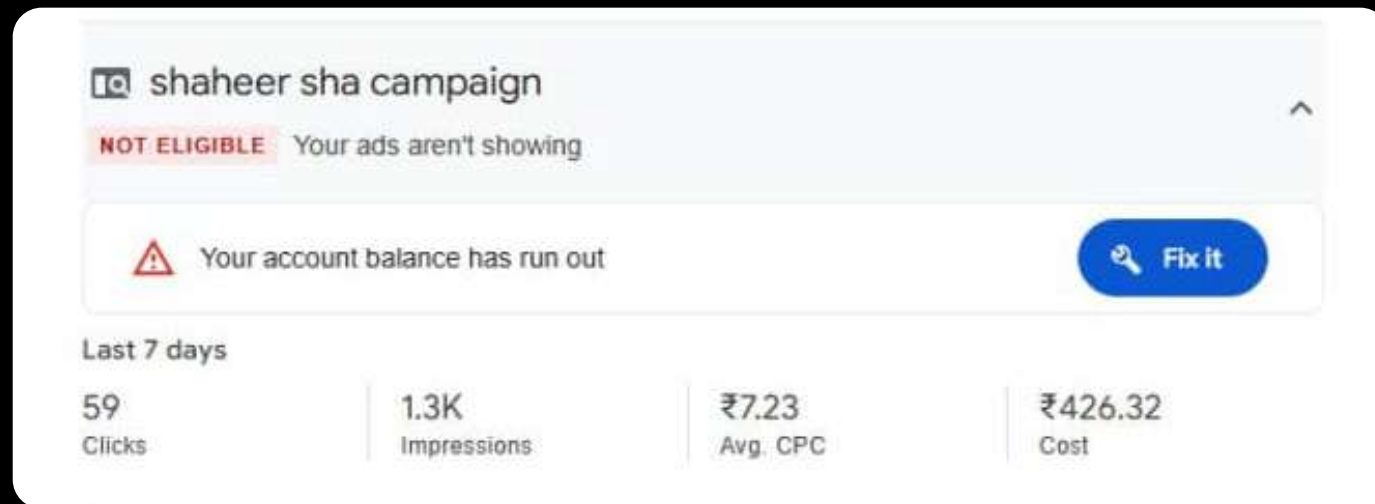 shaheer sha campaign
NOT ELIGIBLE Your ads aren't showing
Your account balance has run out Fix it
Last 7 days
59 1.3K ₹7.23 ₹426.32
Clicks Impressions Avg. CPC Cost